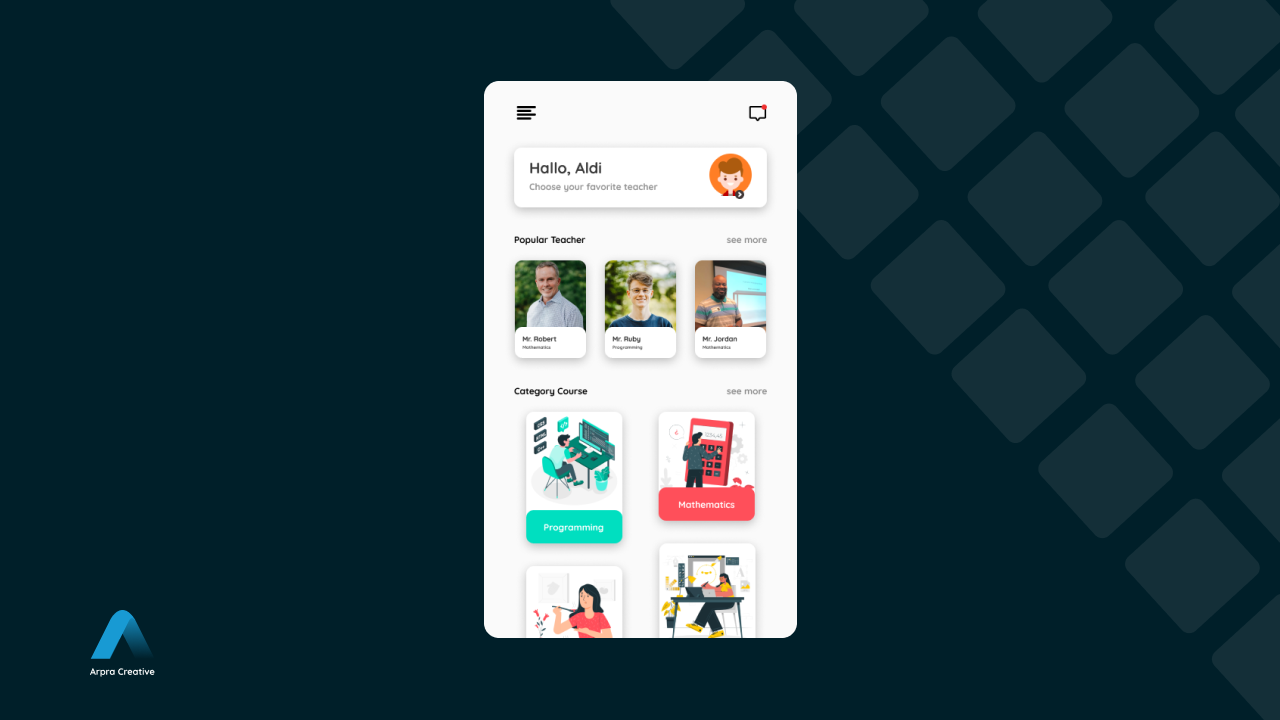 Hallo, Aldi
Choose your favorite teacher
Popular Teacher
see more
Mr. Robert
Mathematics
Mr. Ruby
Programming
Mr. Jordan
Mathematics
Category Course
see more
Programming
Mathematics
Arpra Creative